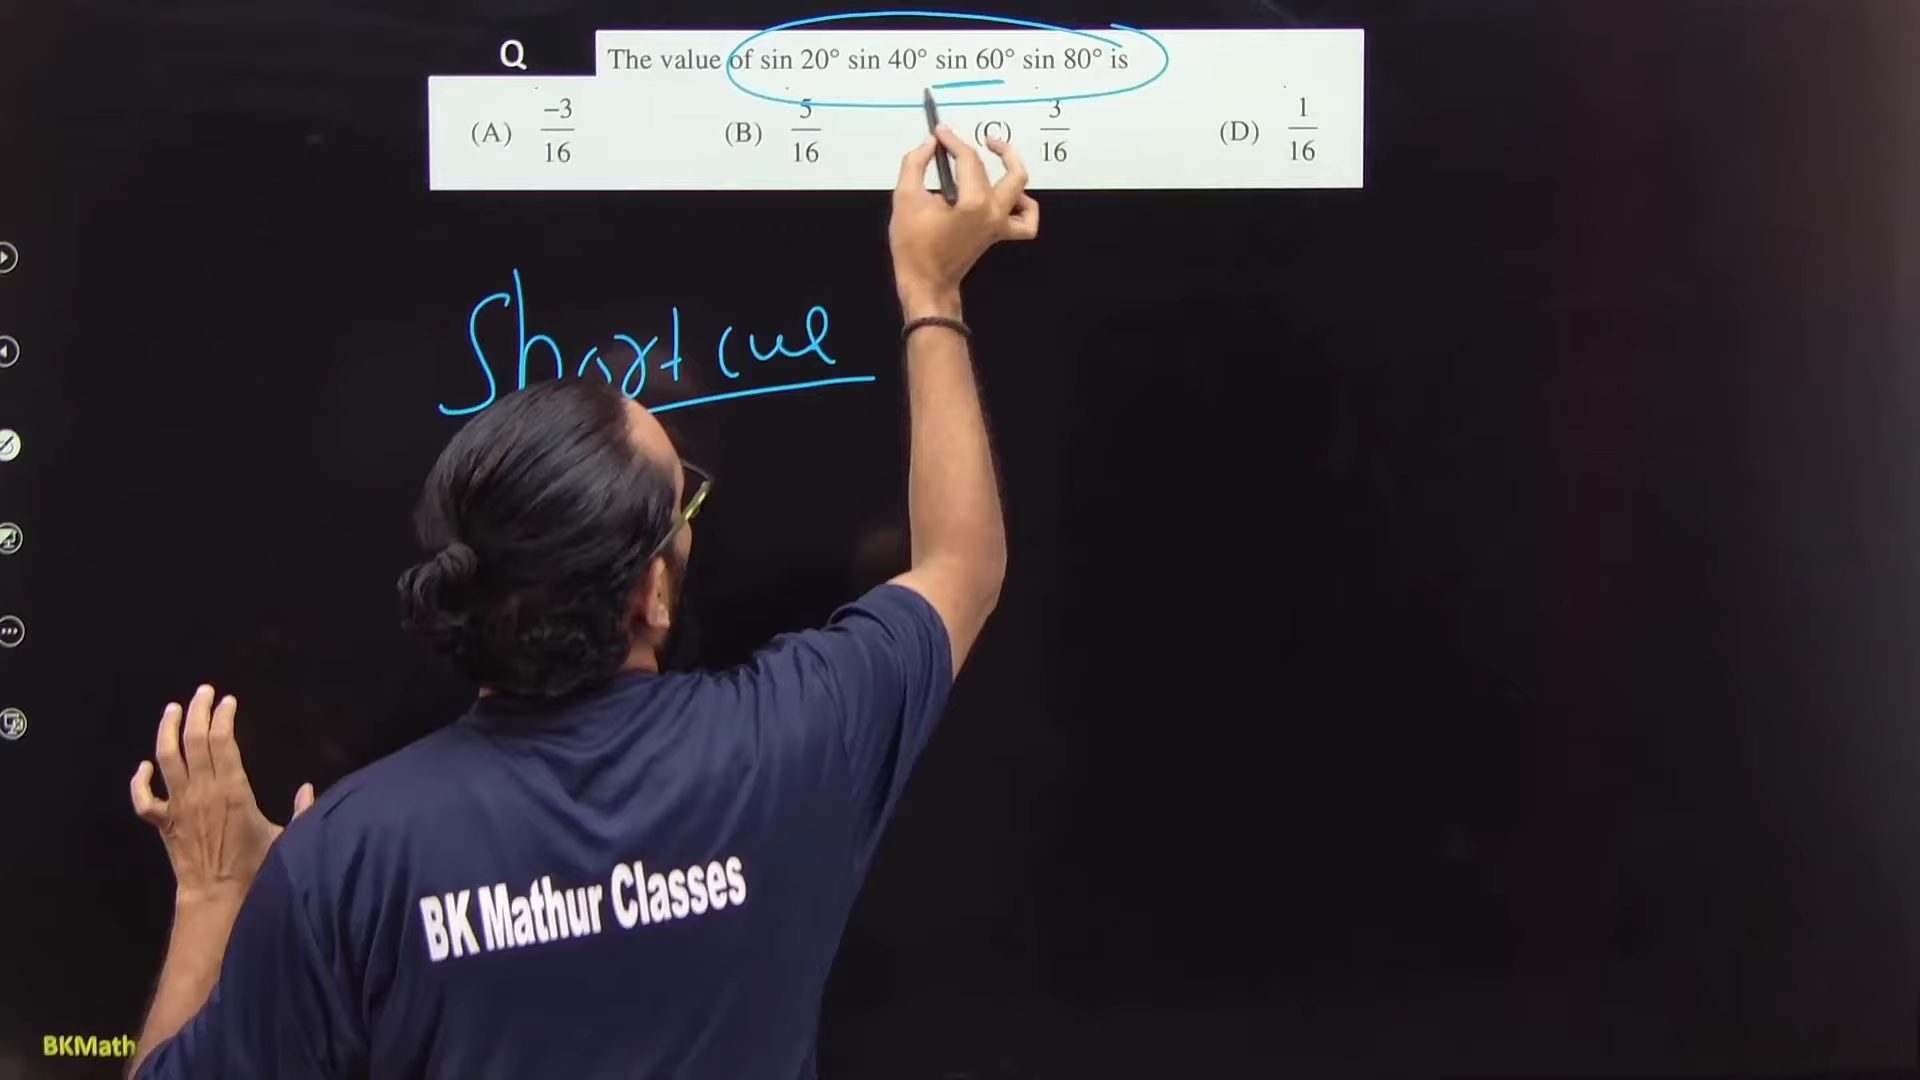 Q The value of sin 20° sin 40° sin 60° sin 80° is
(A) −3/16 (B) 5/16 (C) 3/16 (D) 1/16
Short
BK Mathur Classes
BKMath